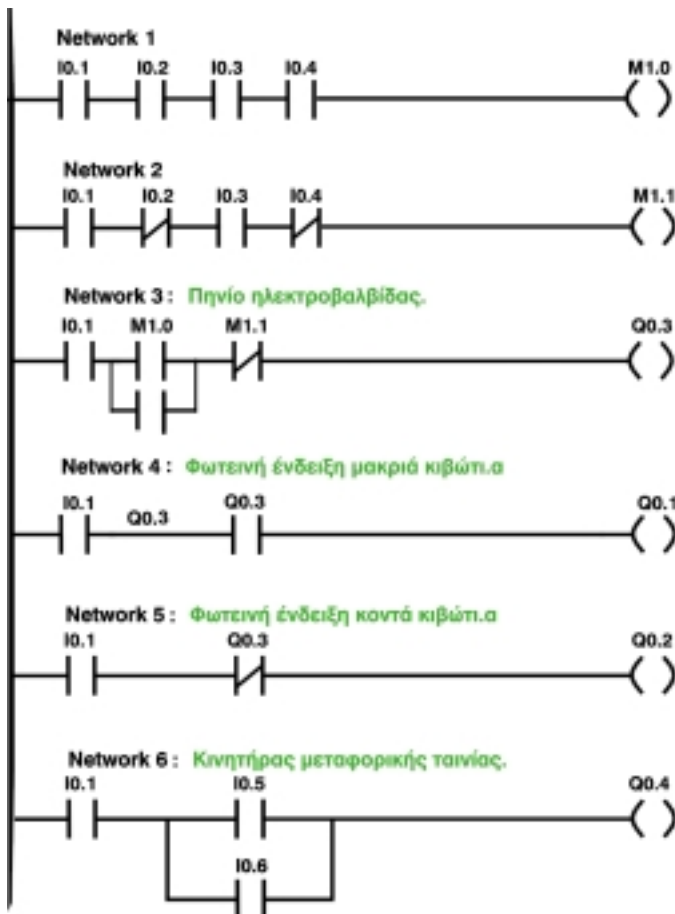 Network 1
I0.1 I0.2 I0.3 I0.4 M1.0
Network 2
I0.1 I0.2 I0.3 I0.4 M1.1
Network 3 : Πηνίο ηλεκτροβαλβίδας.
I0.1 M1.0 M1.1 Q0.3
Network 4 : Φωτεινή ένδειξη μακριά κιβώτι.α
I0.1 Q0.3 Q0.3 Q0.1
Network 5 : Φωτεινή ένδειξη κοντά κιβώτι.α
I0.1 Q0.3 Q0.2
Network 6 : Κινητήρας μεταφορικής ταινίας.
I0.1 I0.5 Q0.4
I0.6